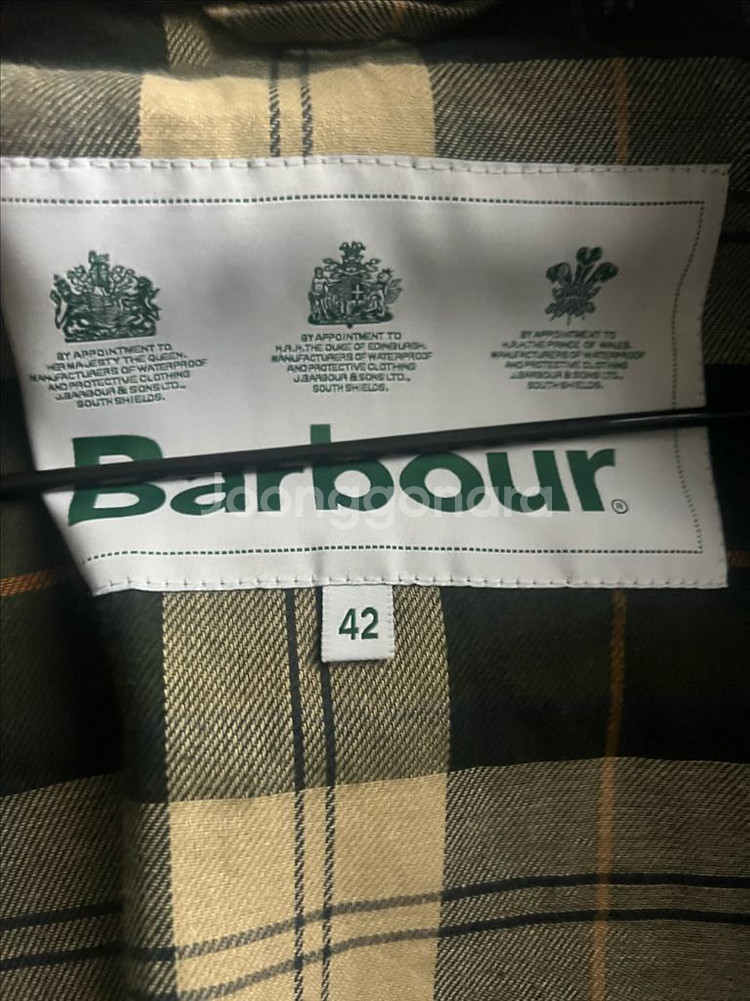 BY APPOINTMENT TO
HER MAJESTY THE QUEEN.
MANUFACTURERS OF WATERPROOF
AND PROTECTIVE CLOTHING
J.BARBOUR & SONS LTD.,
SOUTH SHIELDS.
BY APPOINTMENT TO
H.R.H.THE DUKE OF EDINBURGH.
MANUFACTURERS OF WATERPROOF
AND PROTECTIVE CLOTHING
J.BARBOUR & SONS LTD.,
SOUTH SHIELDS.
BY APPOINTMENT TO
H.R.H.THE PRINCE OF WALES.
MANUFACTURERS OF WATERPROOF
AND PROTECTIVE CLOTHING
J.BARBOUR & SONS LTD.,
SOUTH SHIELDS.
Barbour®
Joonggonara
42